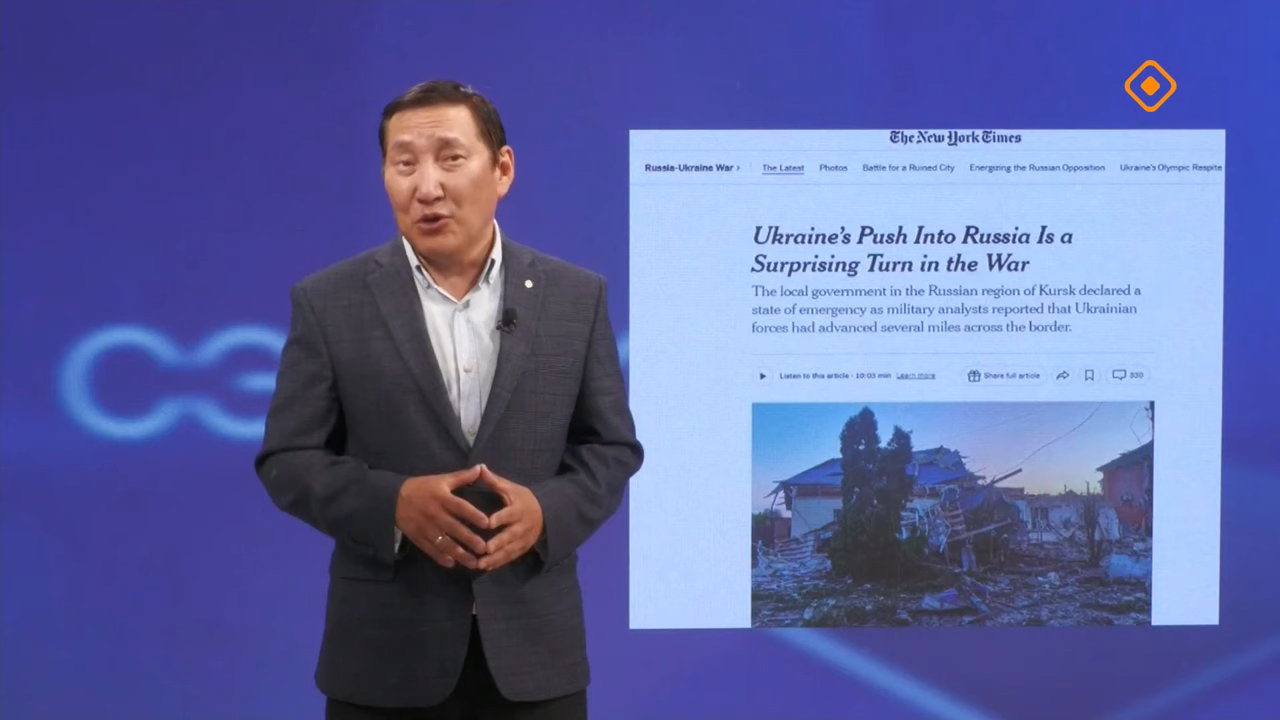 The New York Times
Russia-Ukraine War › The Latest Photos Battle for a Ruined City Energizing the Russian Opposition Ukraine's Olympic Respite
Ukraine's Push Into Russia Is a
Surprising Turn in the War
The local government in the Russian region of Kursk declared a
state of emergency as military analysts reported that Ukrainian
forces had advanced several miles across the border.
Listen to this article · 10:03 min Learn more Share full article 330